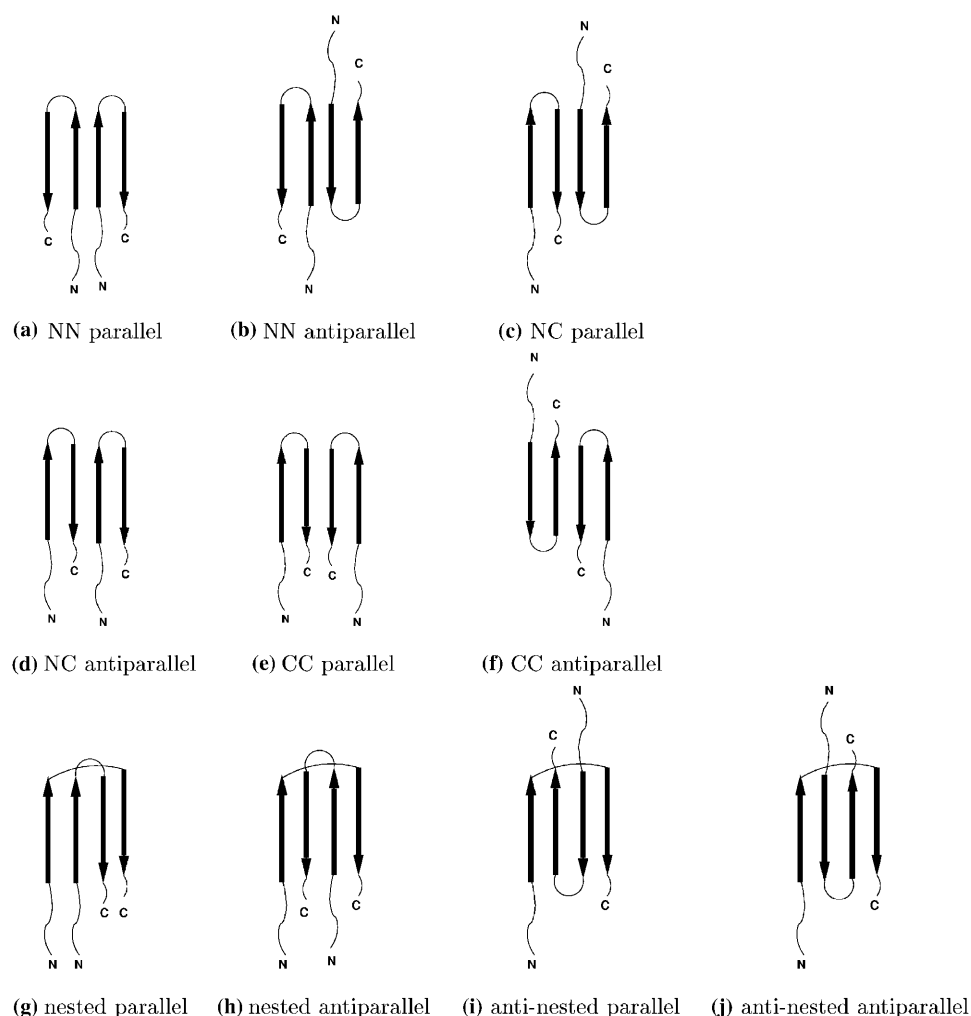 N
N
C
C
C
C
C
C
N
N
N
N
(a) NN parallel
(b) NN antiparallel
(c) NC parallel
N
C
C
C
C
C
C
N
N
N
N
N
(d) NC antiparallel
(e) CC parallel
(f) CC antiparallel
N
N
C
C
C
C
C
C
C
C
N
N
N
N
N
N
(g) nested parallel
(h) nested antiparallel
(i) anti-nested parallel
(j) anti-nested antiparallel